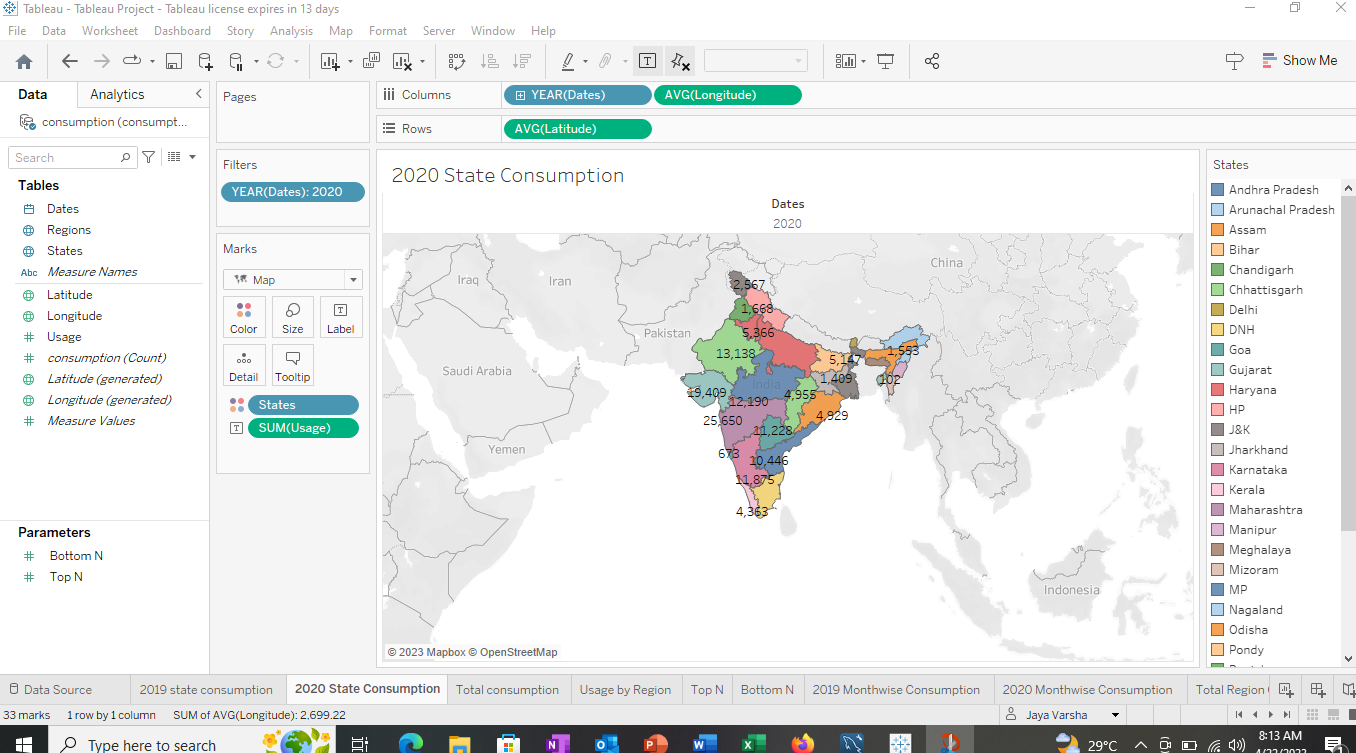 Tableau - Tableau Project - Tableau license expires in 13 days
File Data Worksheet Dashboard Story Analysis Map Format Server Window Help
Show Me
Data Analytics
consumption (consumpt...
Search
Tables
Dates
Regions
States
Abc Measure Names
Latitude
Longitude
Usage
consumption (Count)
Latitude (generated)
Longitude (generated)
Measure Values
Parameters
Bottom N
Top N
Pages
Filters
YEAR(Dates): 2020
Marks
Map
Color Size Label
Detail Tooltip
States
SUM(Usage)
Columns YEAR(Dates) AVG(Longitude)
Rows AVG(Latitude)
2020 State Consumption
Dates
2020
China
Iraq
Iran
2,567
1,668
Pakistan
5,366
13,138
1,553
5,147
Saudi Arabia
1,409
102
India
19,409
4,955
12,190
4,929
25,650
11,228
Yemen
673
10,446
11,875
4,363
Indonesia
© 2023 Mapbox © OpenStreetMap
States
Andhra Pradesh
Arunachal Pradesh
Assam
Bihar
Chandigarh
Chhattisgarh
Delhi
DNH
Goa
Gujarat
Haryana
HP
J&K
Jharkhand
Karnataka
Kerala
Maharashtra
Manipur
Meghalaya
Mizoram
MP
Nagaland
Odisha
Pondy
Data Source 2019 state consumption 2020 State Consumption Total consumption Usage by Region Top N Bottom N 2019 Monthwise Consumption 2020 Monthwise Consumption Total Region
33 marks 1 row by 1 column SUM of AVG(Longitude): 2,699.22 Jaya Varsha
Type here to search
29°C
8:13 AM